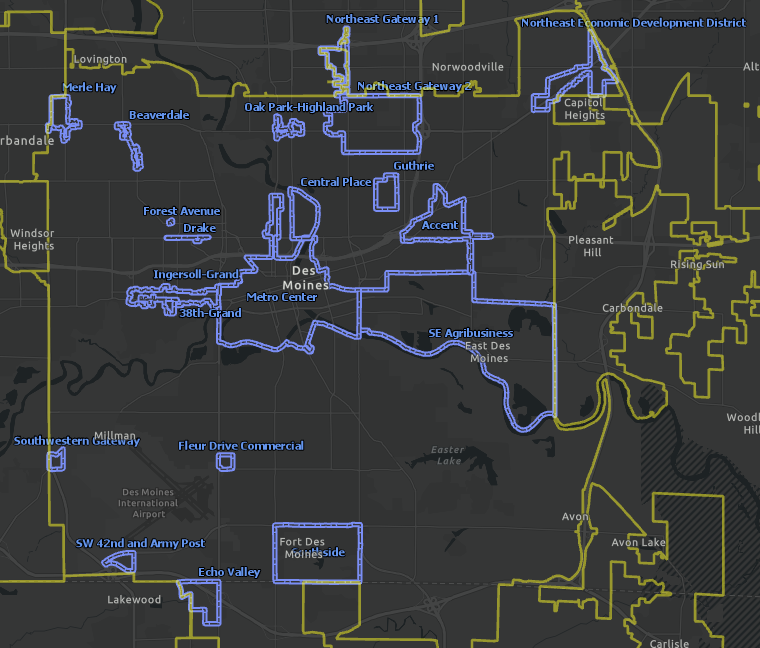 Northeast Gateway 1
Northeast Economic Development District
Lovington
Norwoodville
Merle Hay
Northeast Gateway 2
Capitol
Heights
Oak Park-Highland Park
Beaverdale
rbandale
Guthrie
Central Place
Forest Avenue
Drake
Accent
Windsor
Heights
Pleasant
Hill
Rising Sun
Ingersoll-Grand
Des
Moines
Metro Center
38th-Grand
Carbondale
SE Agribusiness
East Des
Moines
Woodl
Hill
Southwestern Gateway
Millman
Fleur Drive Commercial
Easter
Lake
Des Moines
International
Airport
Avon
SW 42nd and Army Post
Fort Des
Moines
Avon Lake
Echo Valley
Lakewood
Carlisle